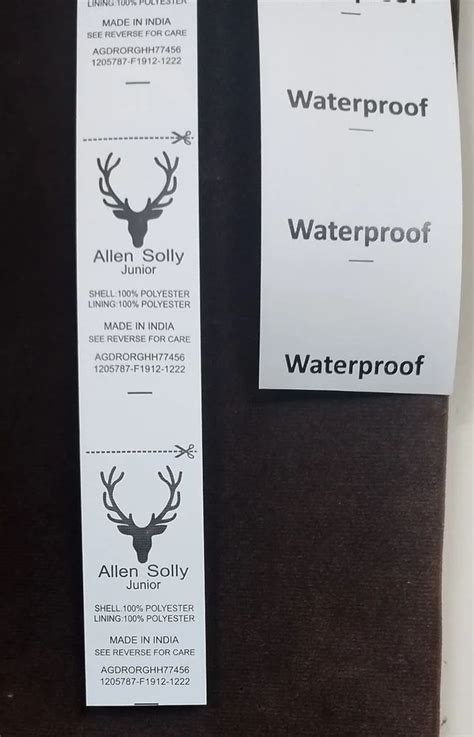 LINING:100% POLYESTER
MADE IN INDIA
SEE REVERSE FOR CARE
AGDRORGHH77456
1205787-F1912-1222
Allen Solly
Junior
SHELL:100% POLYESTER
LINING:100% POLYESTER
MADE IN INDIA
SEE REVERSE FOR CARE
AGDRORGHH77456
1205787-F1912-1222
Allen Solly
Junior
SHELL:100% POLYESTER
LINING:100% POLYESTER
MADE IN INDIA
SEE REVERSE FOR CARE
AGDRORGHH77456
1205787-F1912-1222
Waterproof
Waterproof
Waterproof